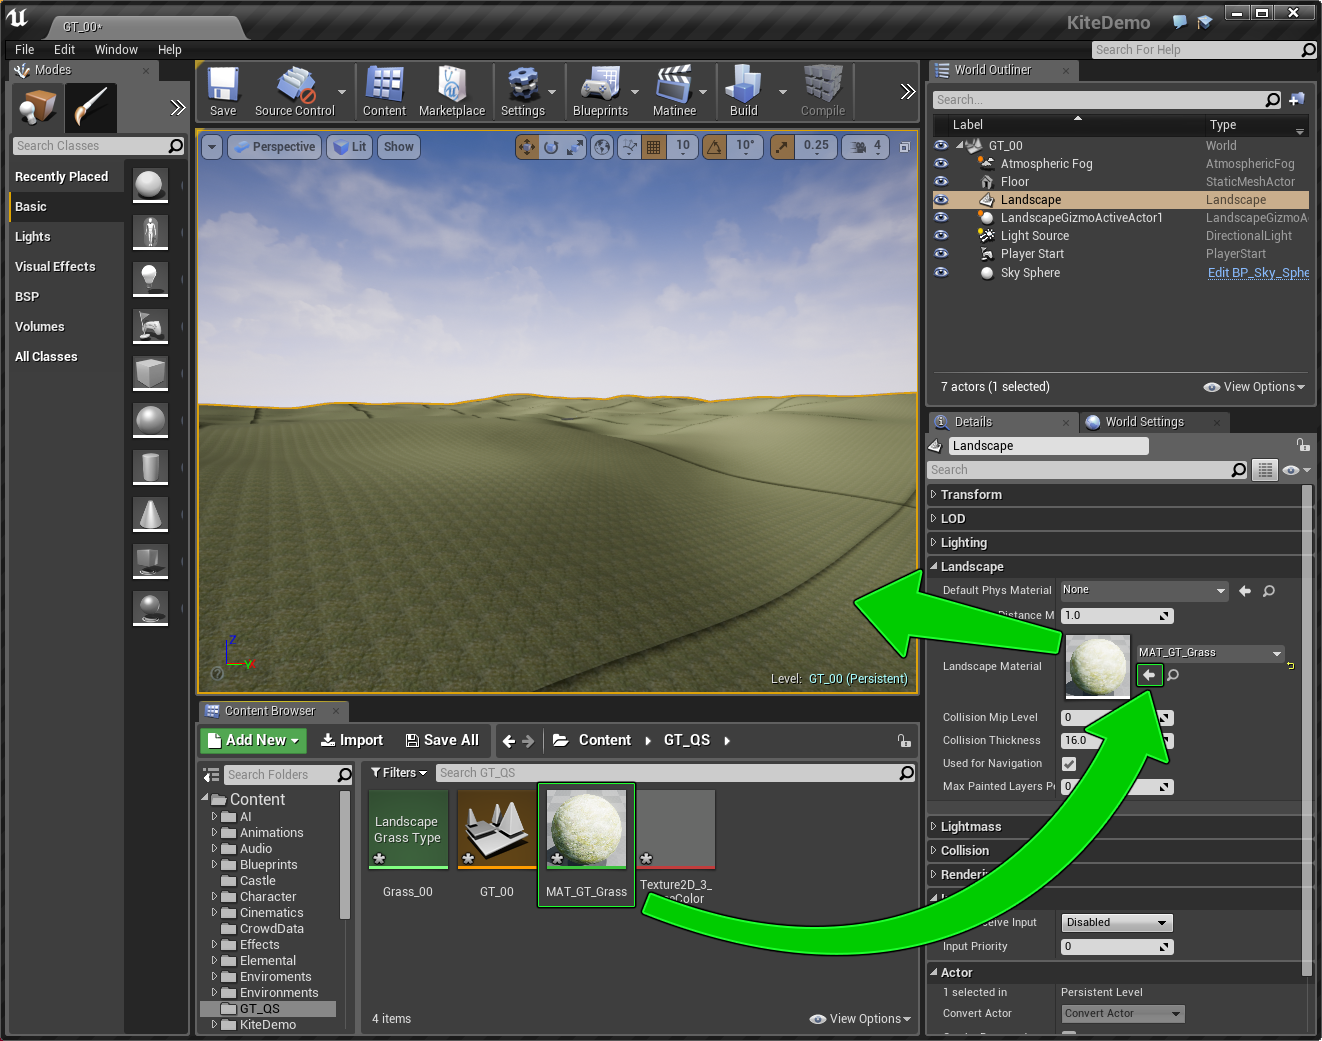 GT_00*
KiteDemo
File Edit Window Help
Search For Help
Modes
Search Classes
Recently Placed
Basic
Lights
Visual Effects
BSP
Volumes
All Classes
Save
Source Control
Content
Marketplace
Settings
Blueprints
Matinee
Build
Compile
Perspective
Lit
Show
10
10°
0.25
4
Z
Y
Level: GT_00 (Persistent)
World Outliner
Search...
Label Type
GT_00 World
Atmospheric Fog AtmosphericFog
Floor StaticMeshActor
Landscape Landscape
LandscapeGizmoActiveActor1 LandscapeGizmoA
Light Source DirectionalLight
Player Start PlayerStart
Sky Sphere Edit BP_Sky_Sphe
7 actors (1 selected)
View Options
Details
World Settings
Landscape
Search
Transform
LOD
Lighting
Landscape
Default Phys Material None
Distance M 1.0
Landscape Material MAT_GT_Grass
Collision Mip Level 0
Collision Thickness 16.0
Used for Navigation
Max Painted Layers Pe 0
Lightmass
Collision
Input Disabled
Input Priority 0
Actor
1 selected in Persistent Level
Convert Actor Convert Actor
Content Browser
Add New
Import
Save All
Content
GT_QS
Search Folders
Filters
Search GT_QS
Content
AI
Animations
Audio
Blueprints
Castle
Character
Cinematics
CrowdData
Effects
Elemental
Enviroments
Environments
GT_QS
KiteDemo
Landscape
Grass Type
Grass_00
GT_00
MAT_GT_Grass
Texture2D_3_
Color
4 items
View Options